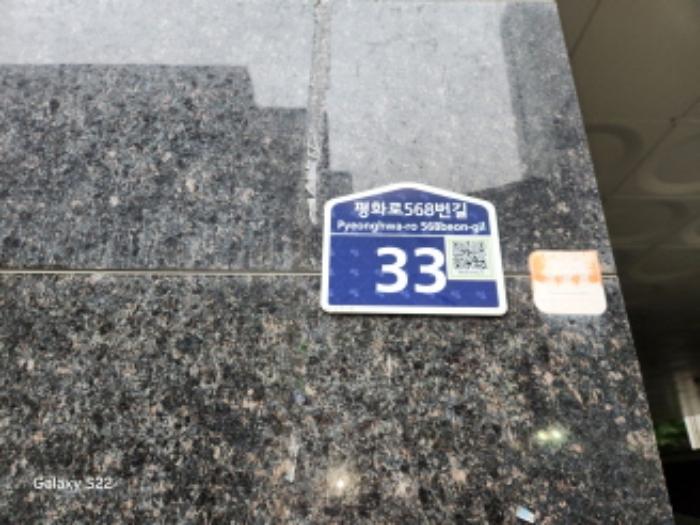 평화로568번길
Pyeonghwa-ro 568beon-gil
33
Galaxy S22